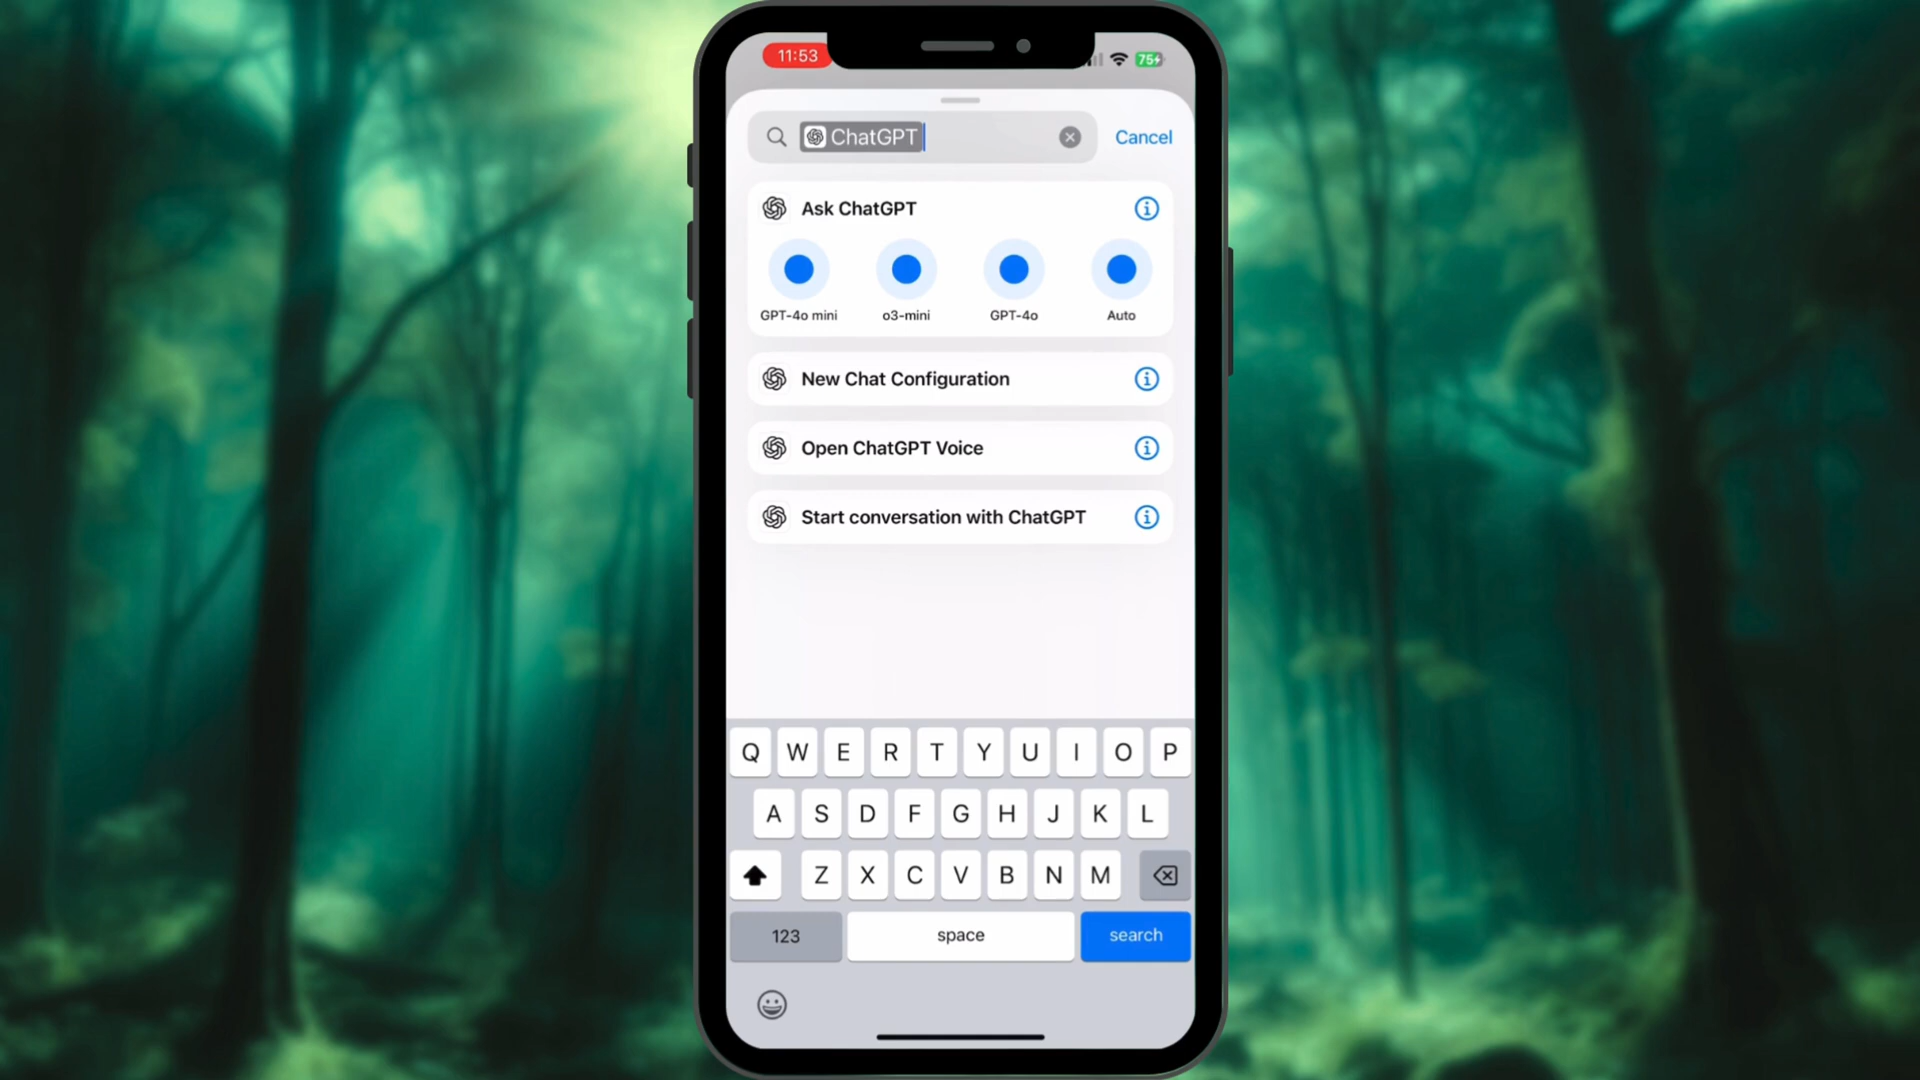 11:53
75
ChatGPT
Cancel
Ask ChatGPT
GPT-4o mini
o3-mini
GPT-4o
Auto
New Chat Configuration
Open ChatGPT Voice
Start conversation with ChatGPT
Q W E R T Y U I O P
A S D F G H J K L
Z X C V B N M
123
space
search